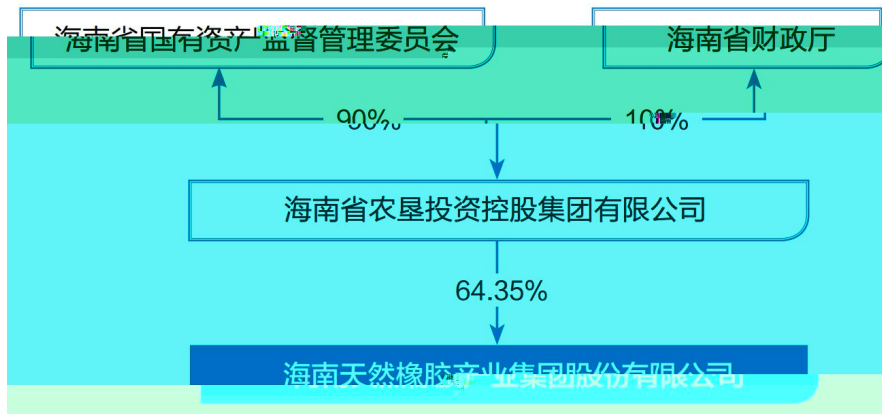 海南省国有资产监督管理委员会
海南省财政厅
90%
10%
海南省农垦投资控股集团有限公司
64.35%
海南天然橡胶产业集团股份有限公司